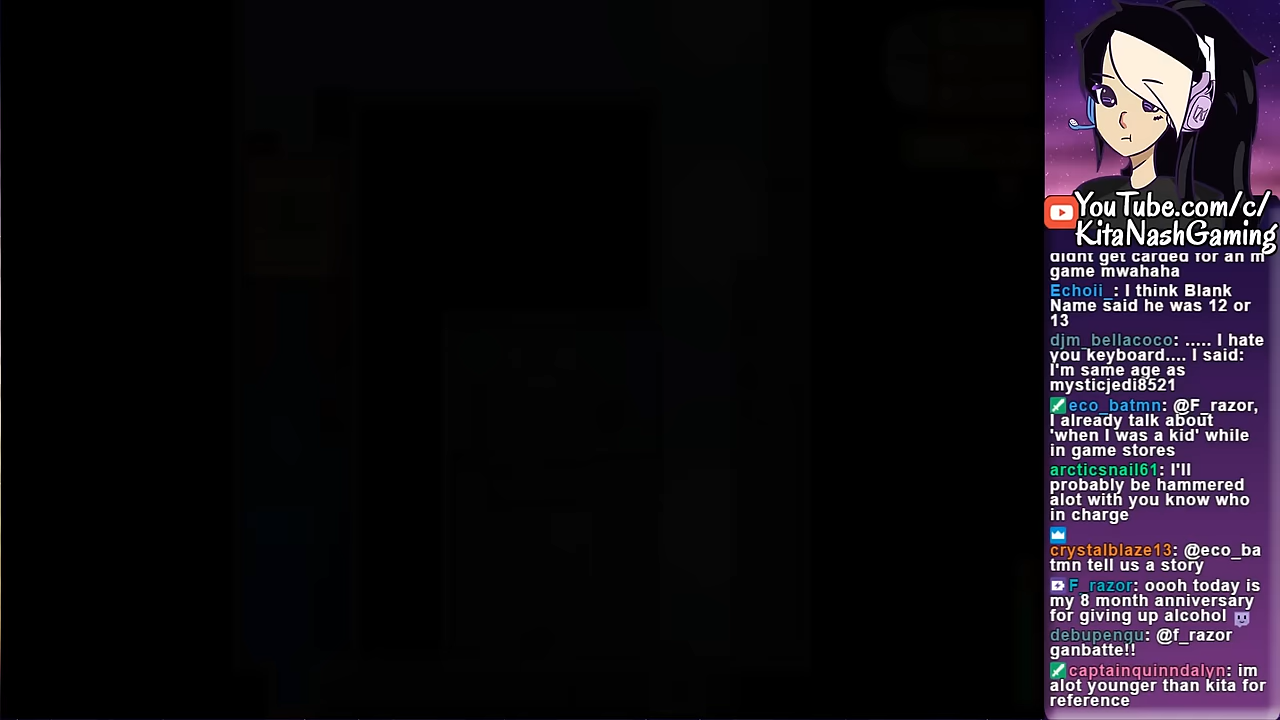 YouTube.com/c/
KitaNashGaming
didnt get carded for an m
game mwahaha
Echoii_: I think Blank
Name said he was 12 or
13
djm_bellacoco: ..... I hate
you keyboard.... I said:
I'm same age as
mysticjedi8521
eco_batmn: @F_razor,
I already talk about
'when I was a kid' while
in game stores
arcticsnail61: I'll
probably be hammered
alot with you know who
in charge
crystalblaze13: @eco_ba
tmn tell us a story
F_razor: oooh today is
my 8 month anniversary
for giving up alcohol
debupenqu: @f_razor
ganbatte!!
captainquinndalyn: im
alot younger than kita for
reference